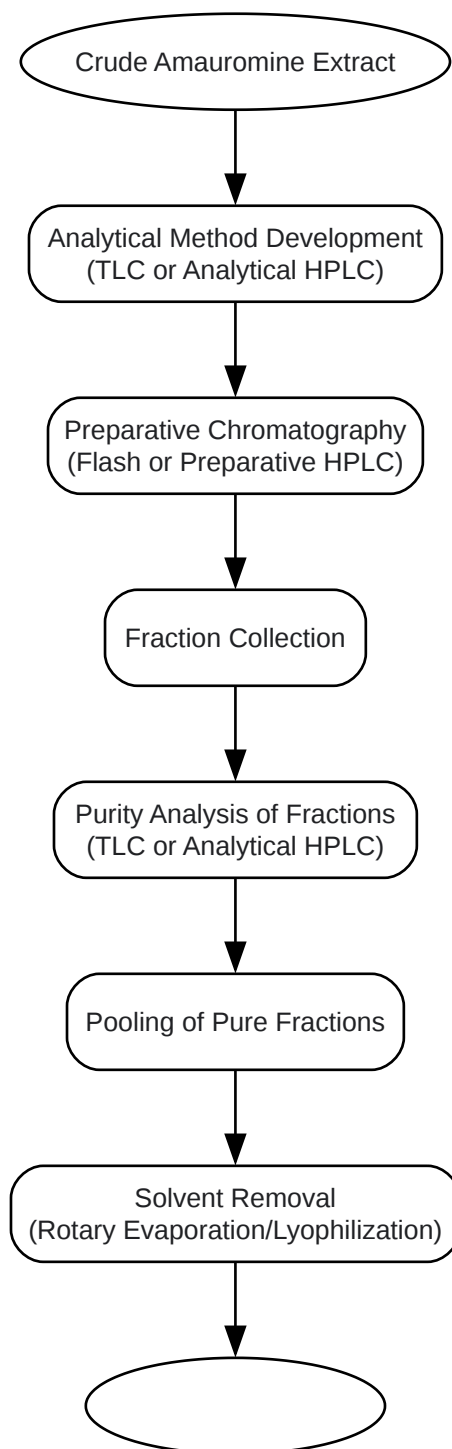 Crude Amauromine Extract
Analytical Method Development
(TLC or Analytical HPLC)
Preparative Chromatography
(Flash or Preparative HPLC)
Fraction Collection
Purity Analysis of Fractions
(TLC or Analytical HPLC)
Pooling of Pure Fractions
Solvent Removal
(Rotary Evaporation/Lyophilization)